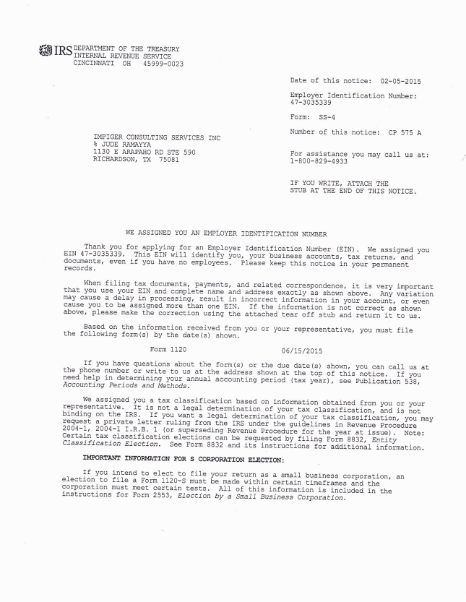 IRS DEPARTMENT OF THE TREASURY
INTERNAL REVENUE SERVICE
CINCINNATI OH 45999-0023
Date of this notice: 02-05-2015
Employer Identification Number:
47-3035339
Form: SS-4
Number of this notice: CP 575 A
IMPIGER CONSULTING SERVICES INC
% JUDE RAMAYYA
1130 E ARAPAHO RD STE 590
RICHARDSON, TX 75081
For assistance you may call us at:
1-800-829-4933
IF YOU WRITE, ATTACH THE
STUB AT THE END OF THIS NOTICE.
WE ASSIGNED YOU AN EMPLOYER IDENTIFICATION NUMBER
Thank you for applying for an Employer Identification Number (EIN). We assigned you
EIN 47-3035339. This EIN will identify you, your business accounts, tax returns, and
documents, even if you have no employees. Please keep this notice in your permanent
records.
When filing tax documents, payments, and related correspondence, it is very important
that you use your EIN and complete name and address exactly as shown above. Any variation
may cause a delay in processing, result in incorrect information in your account, or even
cause you to be assigned more than one EIN. If the information is not correct as shown
above, please make the correction using the attached tear off stub and return it to us.
Based on the information received from you or your representative, you must file
the following form(s) by the date(s) shown.
Form 1120 06/15/2015
If you have questions about the form(s) or the due date(s) shown, you can call us at
the phone number or write to us at the address shown at the top of this notice. If you
need help in determining your annual accounting period (tax year), see Publication 538,
Accounting Periods and Methods.
We assigned you a tax classification based on information obtained from you or your
representative. It is not a legal determination of your tax classification, and is not
binding on the IRS. If you want a legal determination of your tax classification, you may
request a private letter ruling from the IRS under the guidelines in Revenue Procedure
2004-1, 2004-1 I.R.B. 1 (or superseding Revenue Procedure for the year at issue). Note:
Certain tax classification elections can be requested by filing Form 8832, Entity
Classification Election. See Form 8832 and its instructions for additional information.
IMPORTANT INFORMATION FOR S CORPORATION ELECTION:
If you intend to elect to file your return as a small business corporation, an
election to file a Form 1120-S must be made within certain timeframes and the
corporation must meet certain tests. All of this information is included in the
instructions for Form 2553, Election by a Small Business Corporation.